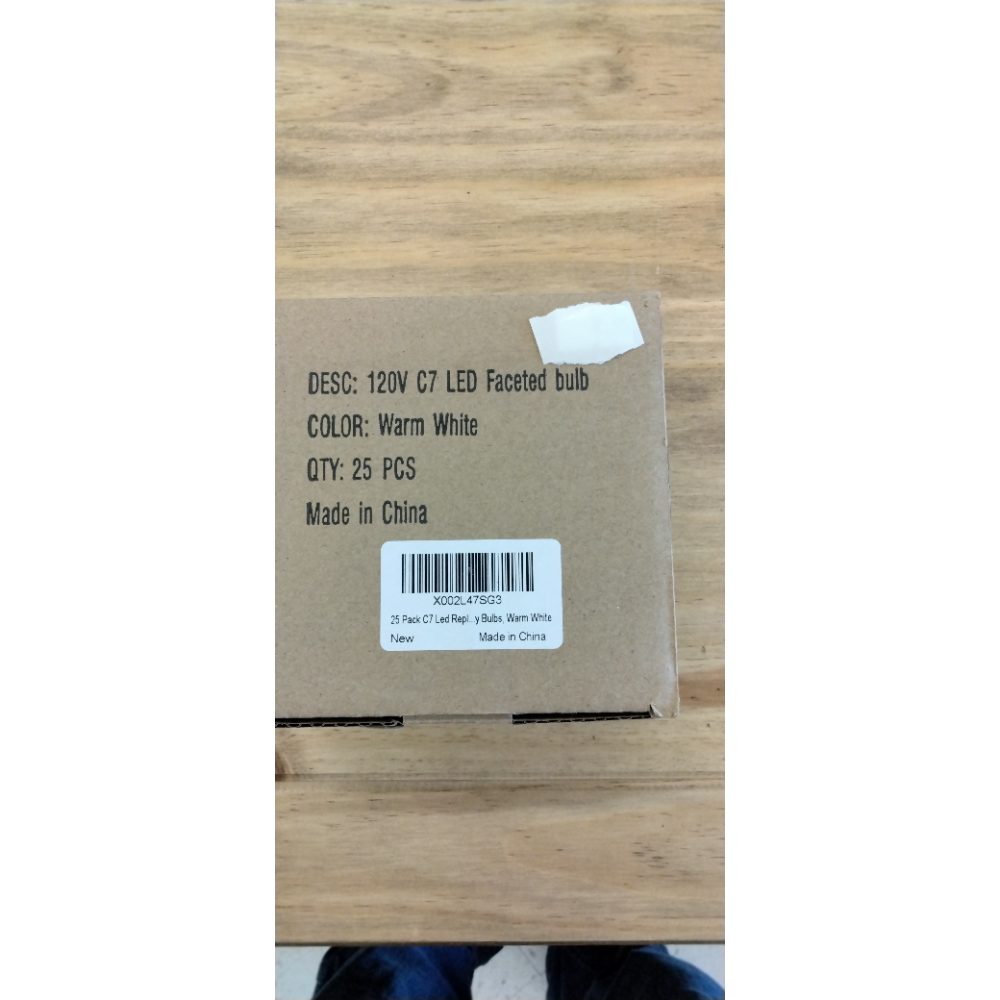 DESC: 120V C7 LED Faceted bulb
COLOR: Warm White
QTY: 25 PCS
Made in China
X002L47SG3
25 Pack C7 Led Repl...y Bulbs, Warm White
New Made in China